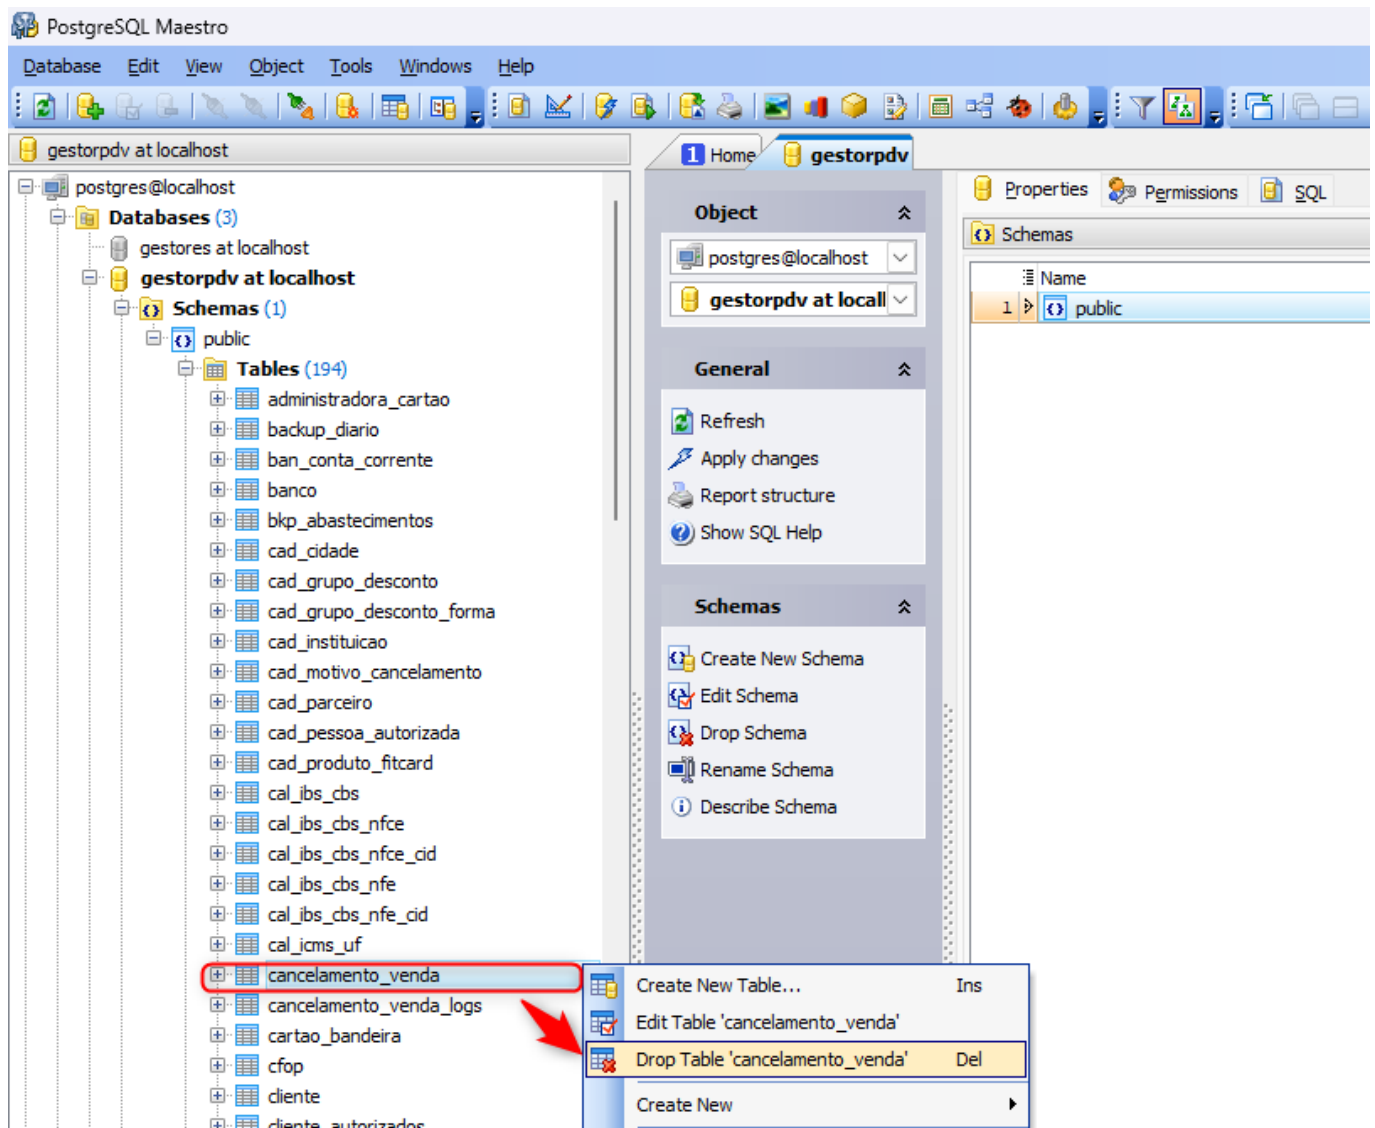 PostgreSQL Maestro
Database Edit View Object Tools Windows Help
gestorpdv at localhost
1 Home gestorpdv
postgres@localhost
Databases (3)
gestores at localhost
gestorpdv at localhost
Schemas (1)
public
Tables (194)
administradora_cartao
backup_diario
ban_conta_corrente
banco
bkp_abastecimentos
cad_cidade
cad_grupo_desconto
cad_grupo_desconto_forma
cad_instituicao
cad_motivo_cancelamento
cad_parceiro
cad_pessoa_autorizada
cad_produto_fitcard
cal_ibs_cbs
cal_ibs_cbs_nfce
cal_ibs_cbs_nfce_cid
cal_ibs_cbs_nfe
cal_ibs_cbs_nfe_cid
cal_icms_uf
cancelamento_venda
cancelamento_venda_logs
cartao_bandeira
cfop
cliente
cliente_autorizados
Object
postgres@localhost
gestorpdv at locall
General
Refresh
Apply changes
Report structure
Show SQL Help
Schemas
Create New Schema
Edit Schema
Drop Schema
Rename Schema
Describe Schema
Properties Permissions SQL
Schemas
Name
1 public
Create New Table... Ins
Edit Table 'cancelamento_venda'
Drop Table 'cancelamento_venda' Del
Create New